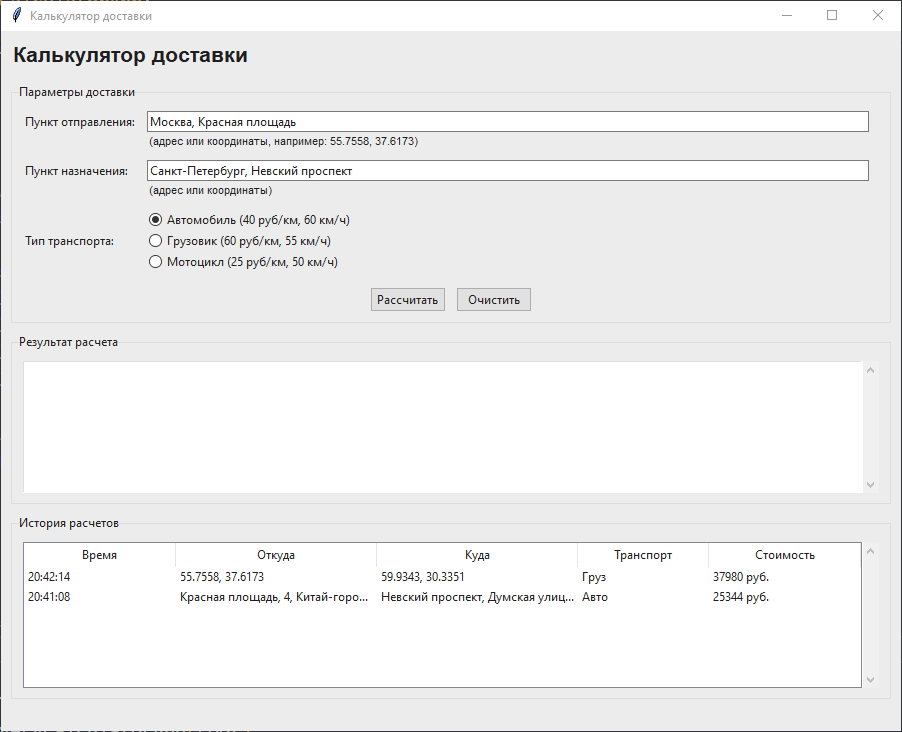 Калькулятор доставки
Калькулятор доставки
Параметры доставки
Пункт отправления: Москва, Красная площадь
(адрес или координаты, например: 55.7558, 37.6173)
Пункт назначения: Санкт-Петербург, Невский проспект
(адрес или координаты)
Автомобиль (40 руб/км, 60 км/ч)
Тип транспорта: Грузовик (60 руб/км, 55 км/ч)
Мотоцикл (25 руб/км, 50 км/ч)
Рассчитать Очистить
Результат расчета
История расчетов
Время Откуда Куда Транспорт Стоимость
20:42:14 55.7558, 37.6173 59.9343, 30.3351 Груз 37980 руб.
20:41:08 Красная площадь, 4, Китай-горо... Невский проспект, Думская улиц... Авто 25344 руб.